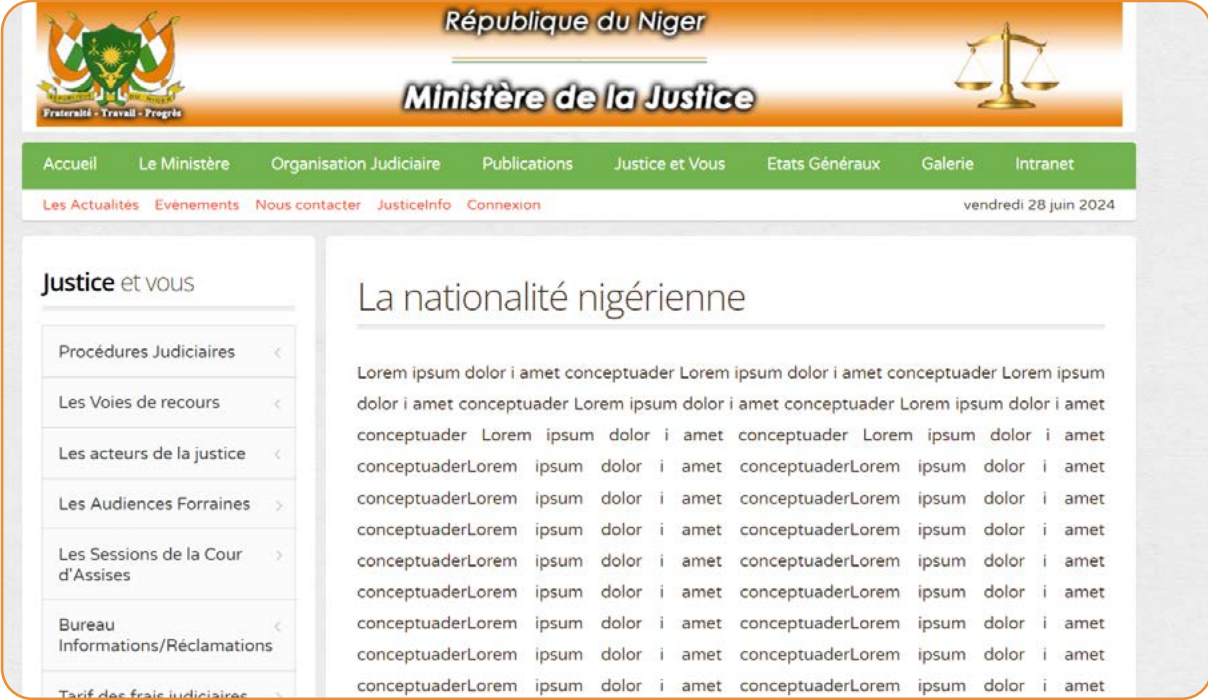 République du Niger
Ministère de la Justice
Fraternité - Travail - Progrès
Accueil Le Ministère Organisation Judiciaire Publications Justice et Vous Etats Généraux Galerie Intranet
Les Actualités Evènements Nous contacter JusticeInfo Connexion vendredi 28 juin 2024
Justice et vous
Procédures Judiciaires
Les Voies de recours
Les acteurs de la justice
Les Audiences Forraines
Les Sessions de la Cour
d'Assises
Bureau
Informations/Réclamations
Tarif des frais judiciaires
La nationalité nigérienne
Lorem ipsum dolor i amet conceptuader Lorem ipsum dolor i amet conceptuader Lorem ipsum
dolor i amet conceptuader Lorem ipsum dolor i amet conceptuader Lorem ipsum dolor i amet
conceptuader Lorem ipsum dolor i amet conceptuader Lorem ipsum dolor i amet
conceptuaderLorem ipsum dolor i amet conceptuaderLorem ipsum dolor i amet
conceptuaderLorem ipsum dolor i amet conceptuaderLorem ipsum dolor i amet
conceptuaderLorem ipsum dolor i amet conceptuaderLorem ipsum dolor i amet
conceptuaderLorem ipsum dolor i amet conceptuaderLorem ipsum dolor i amet
conceptuaderLorem ipsum dolor i amet conceptuaderLorem ipsum dolor i amet
conceptuaderLorem ipsum dolor i amet conceptuaderLorem ipsum dolor i amet
conceptuaderLorem ipsum dolor i amet conceptuaderLorem ipsum dolor i amet
conceptuaderLorem ipsum dolor i amet conceptuaderLorem ipsum dolor i amet